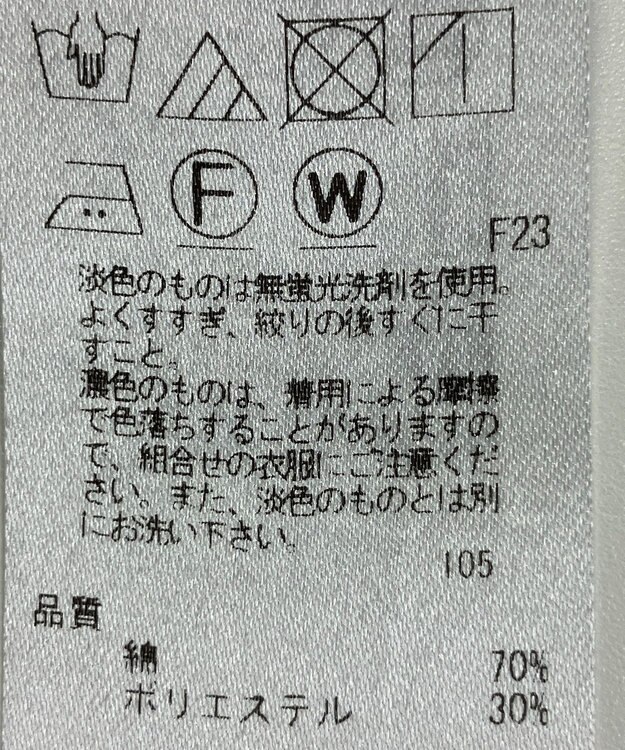 F W
F23
淡色のものは無蛍光洗剤を使用。
よくすすぎ、絞りの後すぐに干
すこと。
濃色のものは、着用による摩擦
で色落ちすることがありますの
で、組合せの衣服にご注意くだ
さい。また、淡色のものとは別
にお洗い下さい。
105
品質
綿 70%
ポリエステル 30%